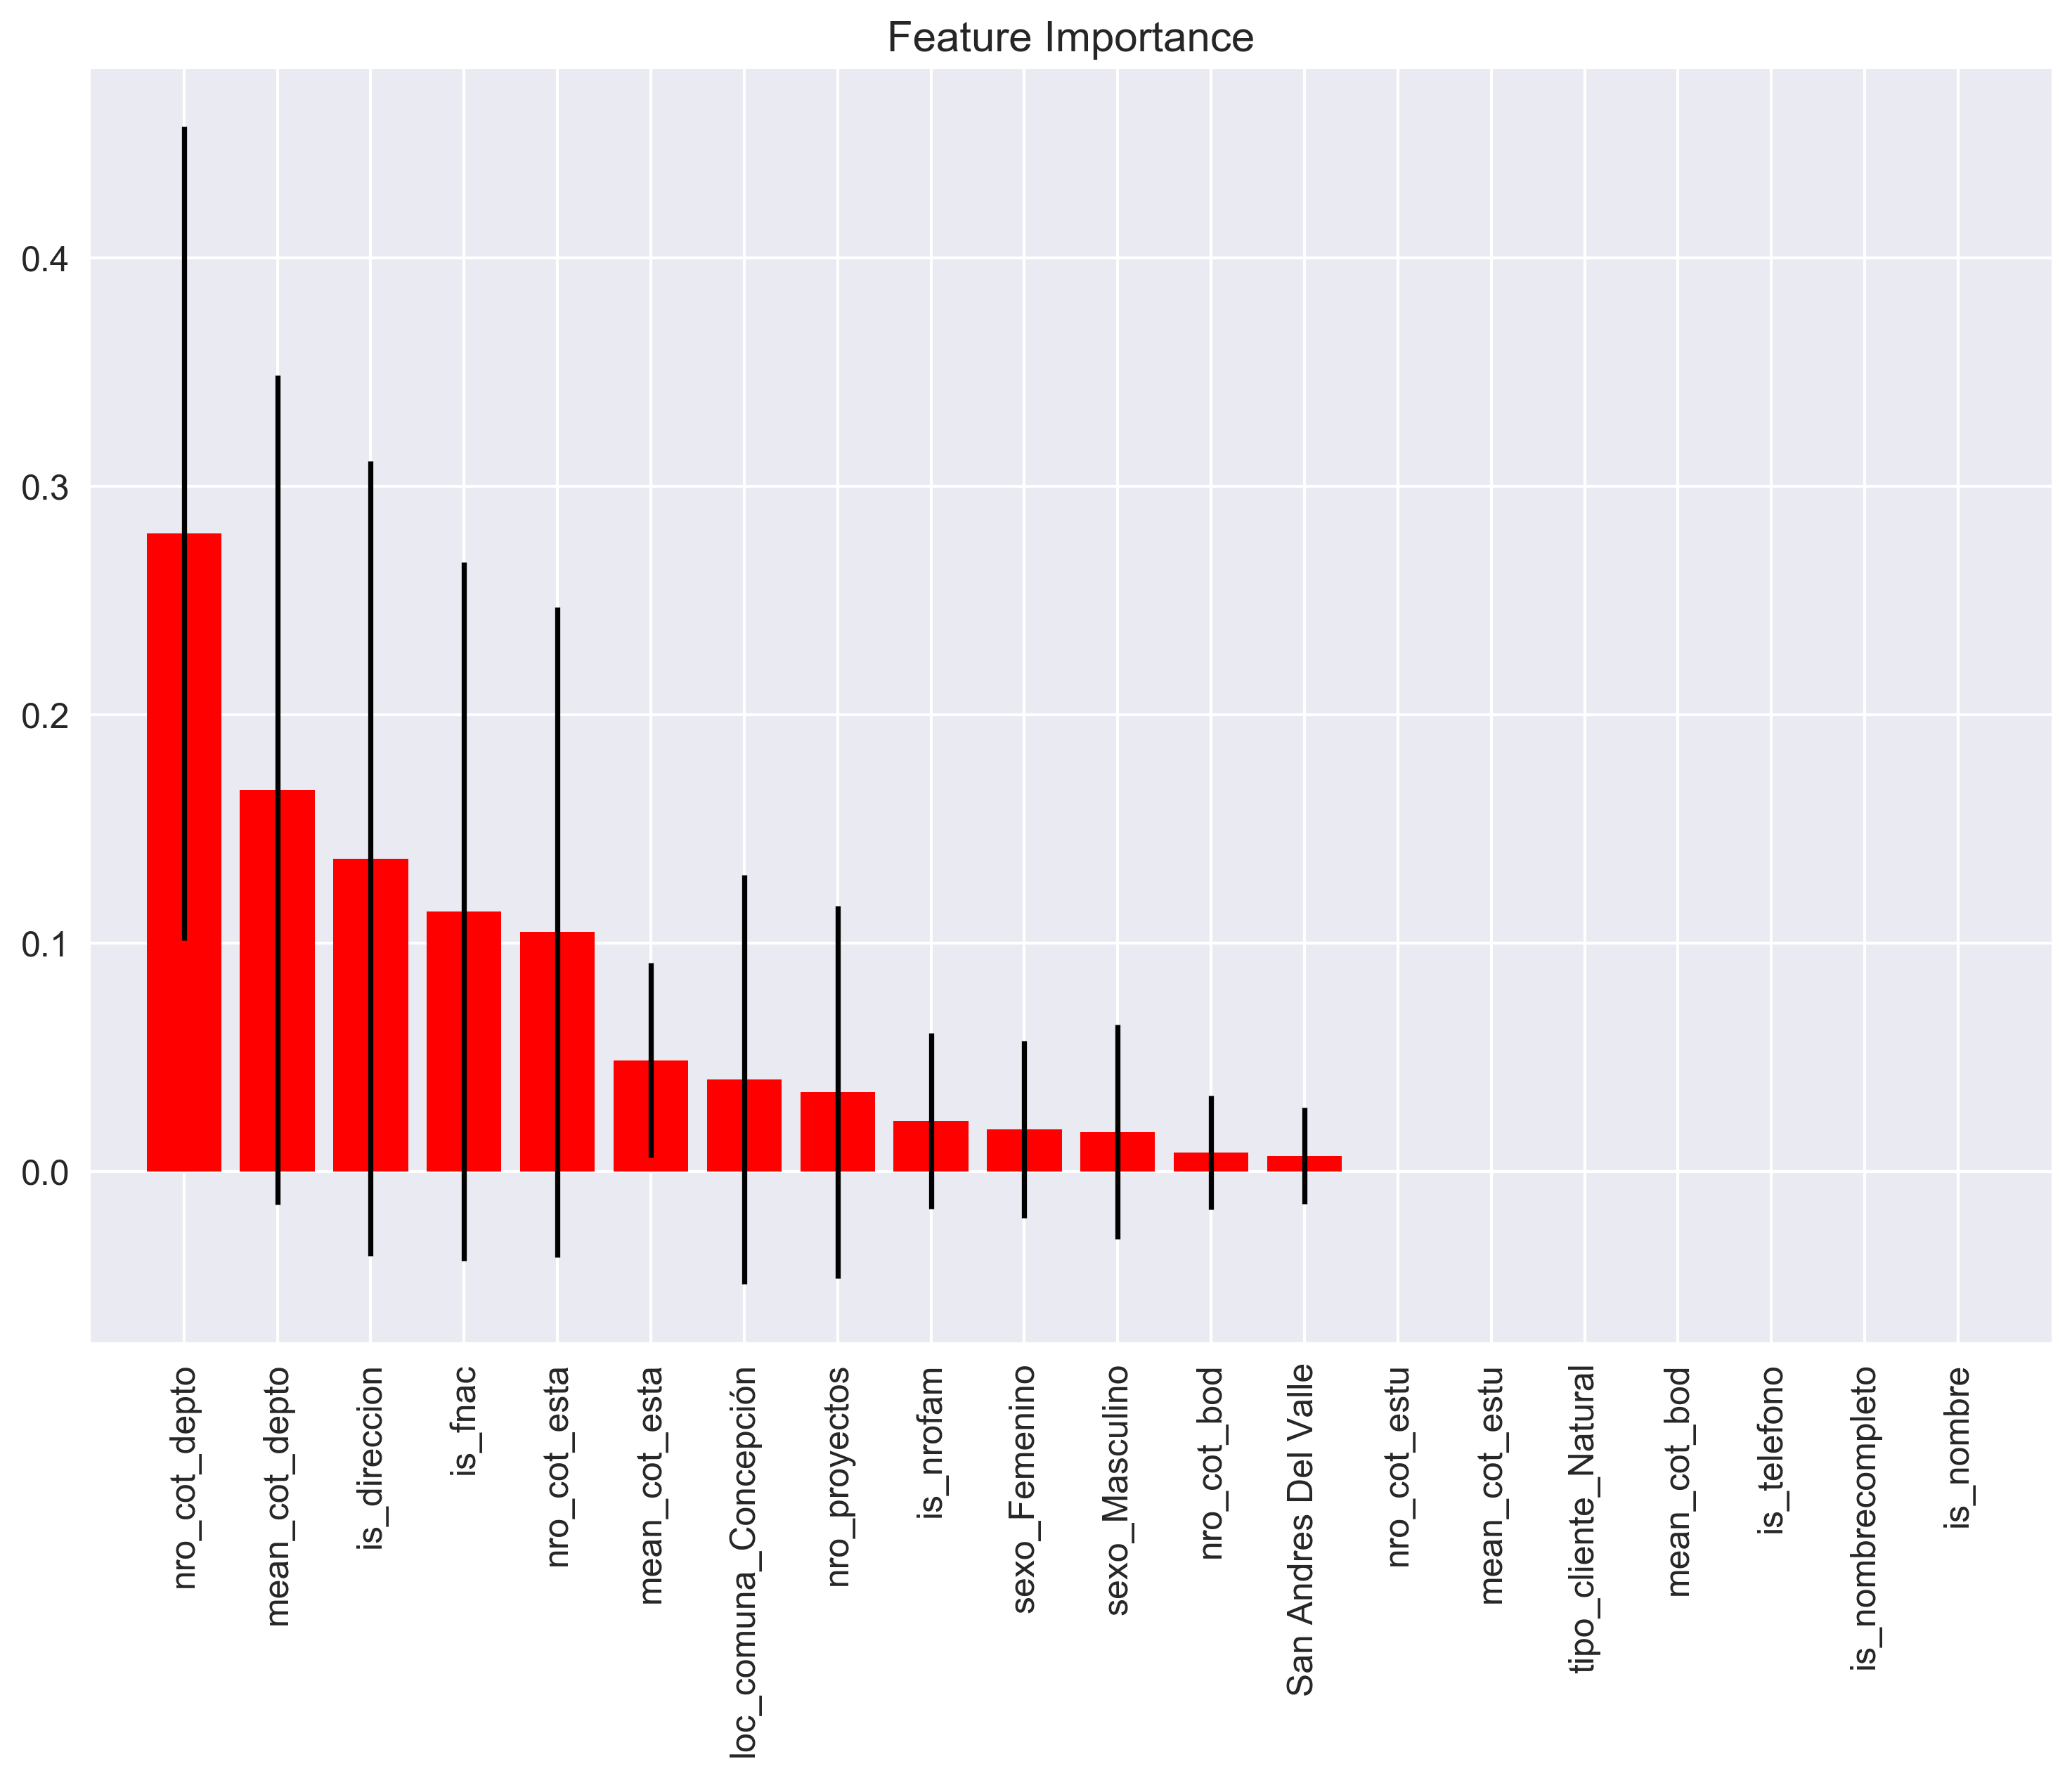 Feature Importance
0.4
0.3
0.2
0.1
0.0
nro_cot_depto
mean_cot_depto
is_direccion
is_fnac
nro_cot_esta
mean_cot_esta
loc_comuna_Concepción
nro_proyectos
is_nrofam
sexo_Femenino
sexo_Masculino
nro_cot_bod
San Andres Del Valle
nro_cot_estu
mean_cot_estu
tipo_cliente_Natural
mean_cot_bod
is_telefono
is_nombrecompleto
is_nombre